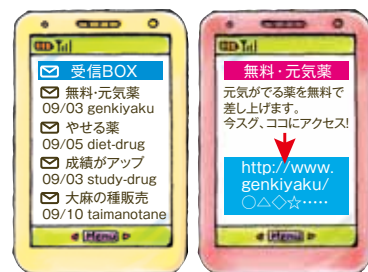 受信BOX
無料・元気薬
09/03 genkiyaku
やせる薬
09/05 diet-drug
成績がアップ
09/03 study-drug
大麻の種販売
09/10 taimanotane
Menu
無料・元気薬
元気がでる薬を無料で
差し上げます。
今スグ、ココにアクセス!
http://www.
genkiyaku/
○△◇☆……
Menu